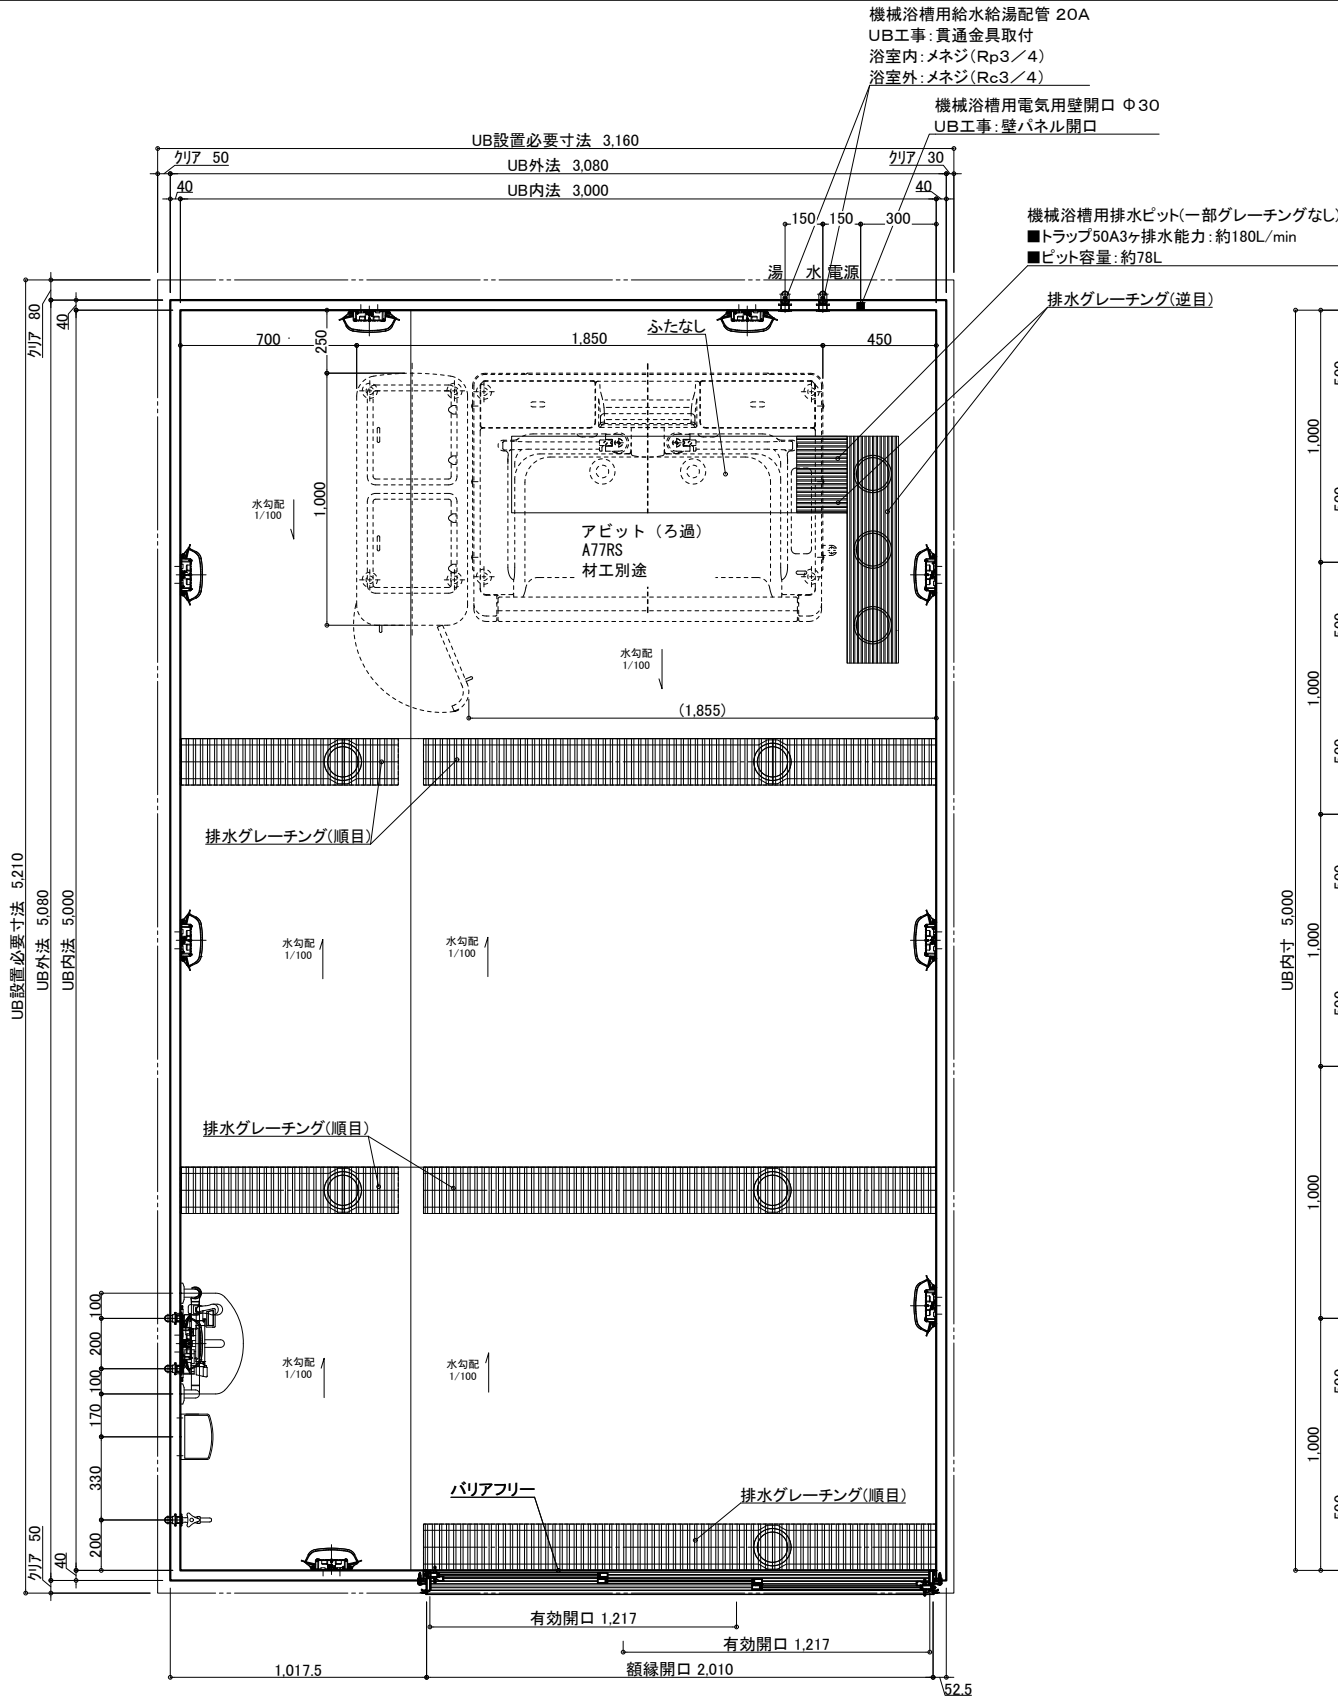 機械浴槽用給水給湯配管 20A
UB工事:貫通金具取付
浴室内:メネジ(Rp3／4)
浴室外:メネジ(Rc3／4)
機械浴槽用電気用壁開口 Φ30
UB工事:壁パネル開口
UB設置必要寸法 3,160
クリア 50
UB外法 3,080
クリア 30
40
UB内法 3,000
40
150
150
300
機械浴槽用排水ピット(一部グレーチングなし)
■トラップ50A3ヶ排水能力:約180L/min
■ピット容量:約78L
湯
水
電源
排水グレーチング(逆目)
クリア 80
40
250
700
ふたなし
1,850
450
500
1,000
水勾配
1/100
1,000
500
アビット（ろ過）
A77RS
材工別途
500
水勾配
1/100
1,000
(1,855)
500
排水グレーチング(順目)
UB設置必要寸法 5,210
UB外法 5,080
UB内法 5,000
500
UB内寸 5,000
1,000
水勾配
1/100
水勾配
1/100
500
排水グレーチング(順目)
1,000
100
200
100
170
330
200
水勾配
1/100
水勾配
1/100
500
1,000
500
バリアフリー
排水グレーチング(順目)
クリア 50
40
有効開口 1,217
有効開口 1,217
1,017.5
額縁開口 2,010
52.5